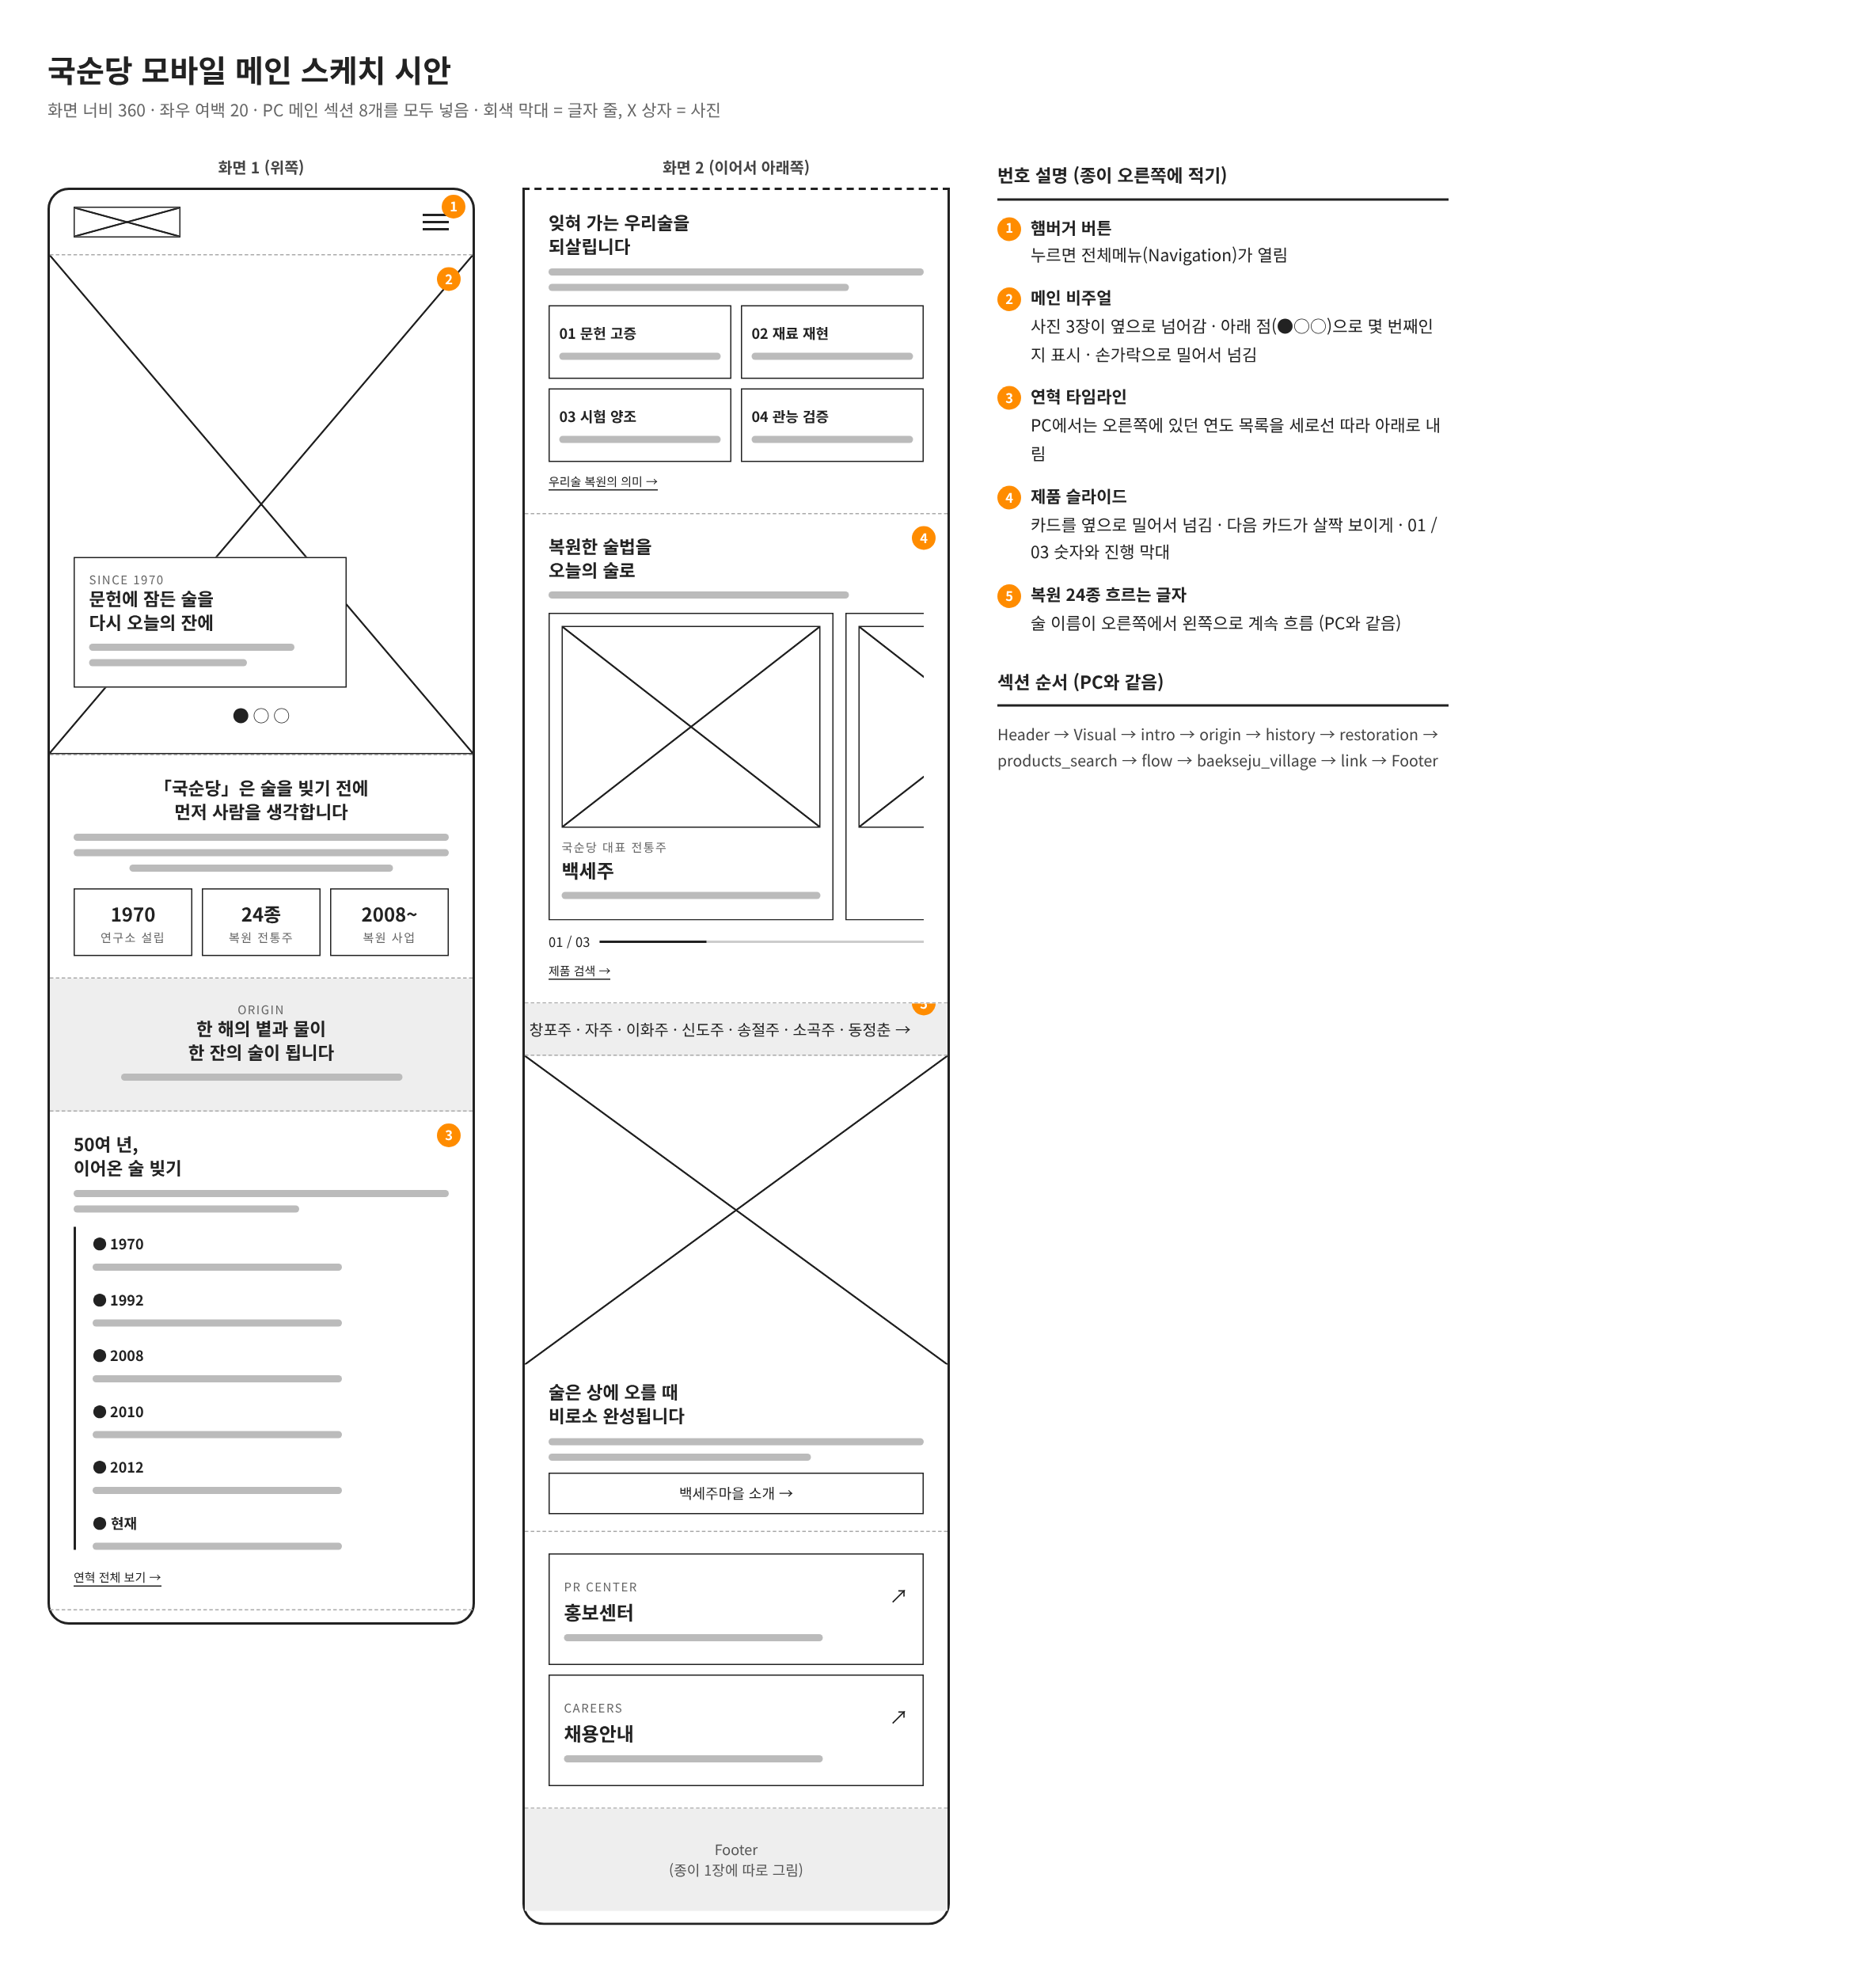 국순당 모바일 메인 스케치 시안
화면 너비 360 · 좌우 여백 20 · PC 메인 섹션 8개를 모두 넣음 · 회색 막대 = 글자 줄, X 상자 = 사진
화면 1 (위쪽)
1
2
SINCE 1970
문헌에 잠든 술을
다시 오늘의 잔에
「국순당」은 술을 빚기 전에
먼저 사람을 생각합니다
1970
연구소 설립
24종
복원 전통주
2008~
복원 사업
ORIGIN
한 해의 볕과 물이
한 잔의 술이 됩니다
3
50여 년,
이어온 술 빚기
1970
1992
2008
2010
2012
현재
연혁 전체 보기 →
화면 2 (이어서 아래쪽)
잊혀 가는 우리술을
되살립니다
01 문헌 고증
02 재료 재현
03 시험 양조
04 관능 검증
우리술 복원의 의미 →
4
복원한 술법을
오늘의 술로
국순당 대표 전통주
백세주
01 / 03
제품 검색 →
5
창포주 · 자주 · 이화주 · 신도주 · 송절주 · 소곡주 · 동정춘 →
술은 상에 오를 때
비로소 완성됩니다
백세주마을 소개 →
PR CENTER
홍보센터
↗
CAREERS
채용안내
↗
Footer
(종이 1장에 따로 그림)
번호 설명 (종이 오른쪽에 적기)
1 햄버거 버튼
누르면 전체메뉴(Navigation)가 열림
2 메인 비주얼
사진 3장이 옆으로 넘어감 · 아래 점(●○○)으로 몇 번째인
지 표시 · 손가락으로 밀어서 넘김
3 연혁 타임라인
PC에서는 오른쪽에 있던 연도 목록을 세로선 따라 아래로 내
림
4 제품 슬라이드
카드를 옆으로 밀어서 넘김 · 다음 카드가 살짝 보이게 · 01 /
03 숫자와 진행 막대
5 복원 24종 흐르는 글자
술 이름이 오른쪽에서 왼쪽으로 계속 흐름 (PC와 같음)
섹션 순서 (PC와 같음)
Header → Visual → intro → origin → history → restoration →
products_search → flow → baekseju_village → link → Footer